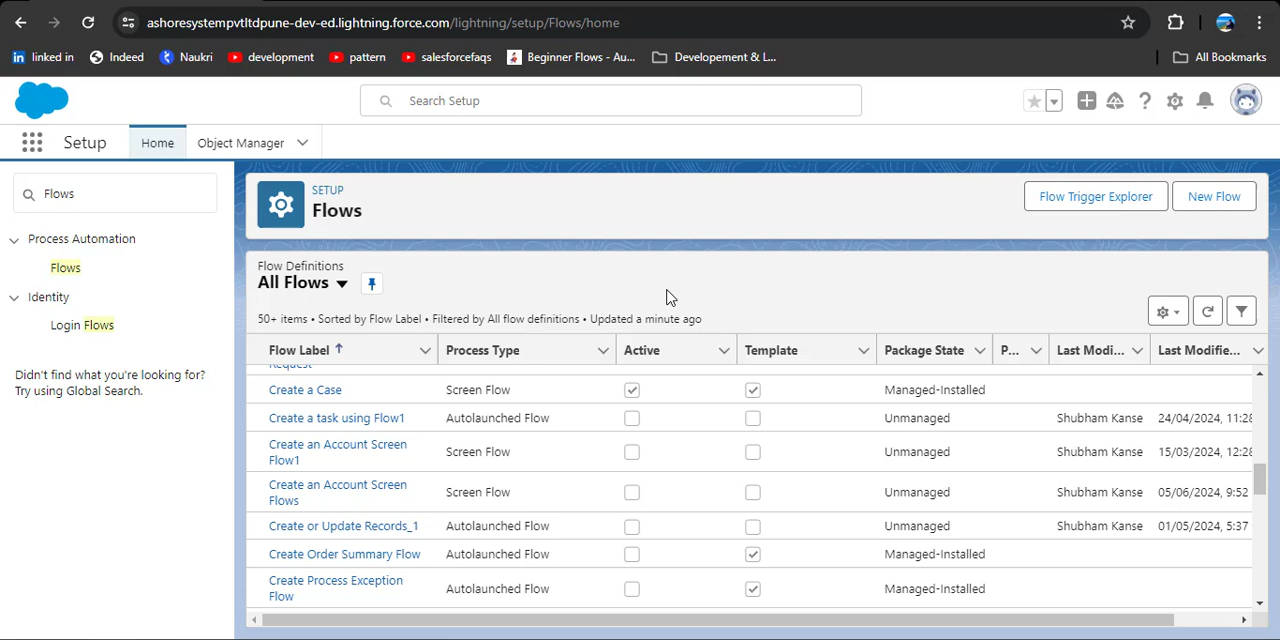 ashoresystempvtltdpune-dev-ed.lightning.force.com/lightning/setup/Flows/home
linked in Indeed Naukri development pattern salesforcefaqs Beginner Flows - Au... Developement & L... All Bookmarks
Search Setup
Setup Home Object Manager
Flows
Process Automation
Flows
Identity
Login Flows
Didn't find what you're looking for?
Try using Global Search.
SETUP
Flows
Flow Trigger Explorer New Flow
Flow Definitions
All Flows
50+ items • Sorted by Flow Label • Filtered by All flow definitions • Updated a minute ago
Flow Label Process Type Active Template Package State P... Last Modi... Last Modifie...
Request
Create a Case Screen Flow Managed-Installed
Create a task using Flow1 Autolaunched Flow Unmanaged Shubham Kanse 24/04/2024, 11:28
Create an Account Screen
Flow1 Screen Flow Unmanaged Shubham Kanse 15/03/2024, 12:28
Create an Account Screen
Flows Screen Flow Unmanaged Shubham Kanse 05/06/2024, 9:52
Create or Update Records_1 Autolaunched Flow Unmanaged Shubham Kanse 01/05/2024, 5:37
Create Order Summary Flow Autolaunched Flow Managed-Installed
Create Process Exception
Flow Autolaunched Flow Managed-Installed